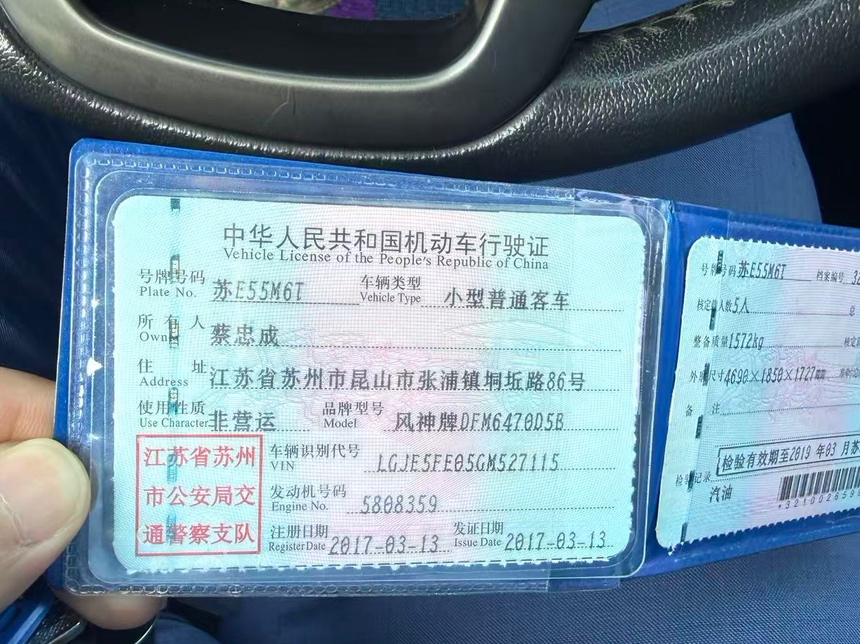 中华人民共和国机动车行驶证
Vehicle License of the People's Republic of China
号牌号码 苏E55M6T 车辆类型 小型普通客车
Plate No. Vehicle Type
所有人 蔡忠成
Owner
住址 江苏省苏州市昆山市张浦镇垌坵路86号
Address
使用性质 非营运 品牌型号 风神牌DFM6470D5B
Use Character Model
江苏省苏州
市公安局交
通警察支队
车辆识别代号 LGJE5FE05GM527115
VIN
发动机号码 5808359
Engine No.
注册日期 2017-03-13 发证日期 2017-03-13
Register Date Issue Date
号牌号码 苏E55M6T 档案编号 32
核定载人数 5人 总
整备质量 1572kg 核定
外廓尺寸 4690×1850×1727mm
备注
检验有效期至2019年03月苏
检验记录
汽油